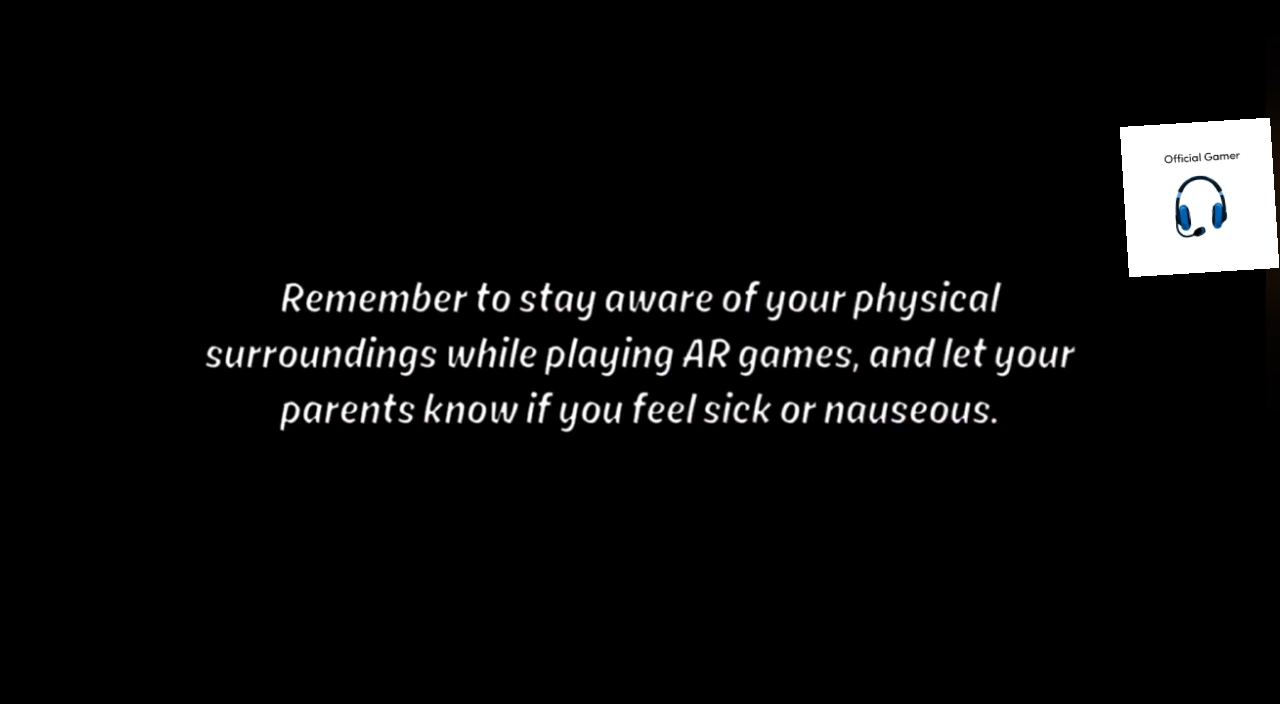 Official Gamer
Remember to stay aware of your physical
surroundings while playing AR games, and let your
parents know if you feel sick or nauseous.